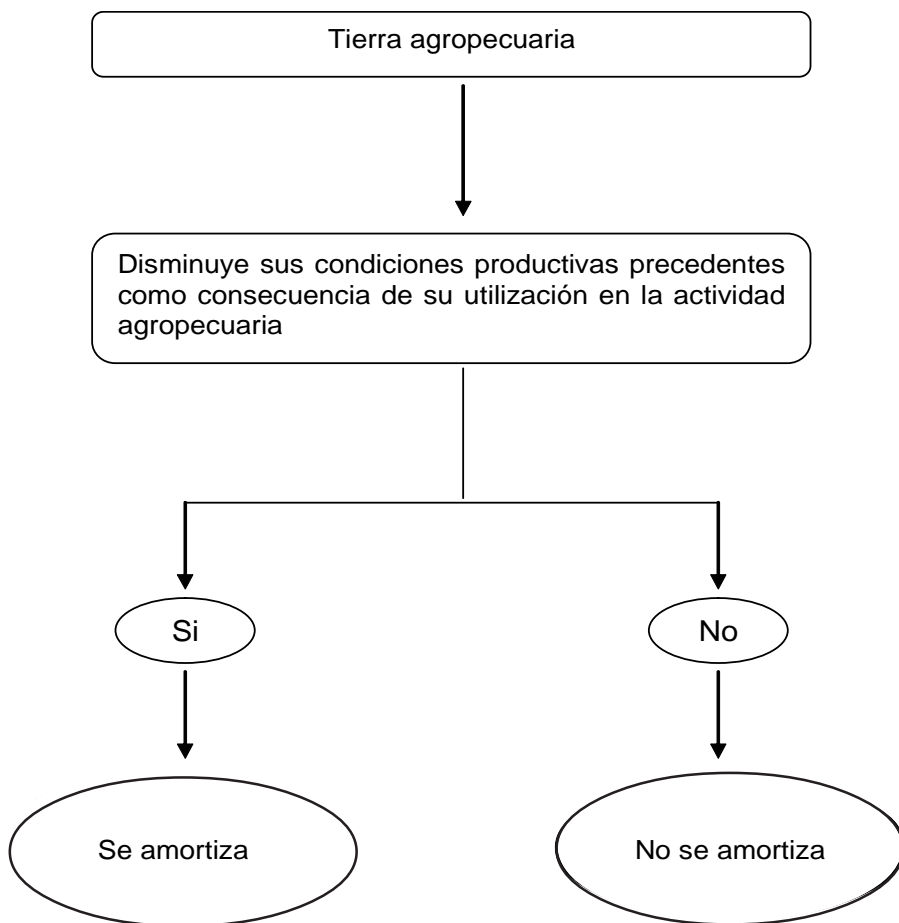 Tierra agropecuaria
Disminuye sus condiciones productivas precedentes
como consecuencia de su utilización en la actividad
agropecuaria
Si
No
Se amortiza
No se amortiza